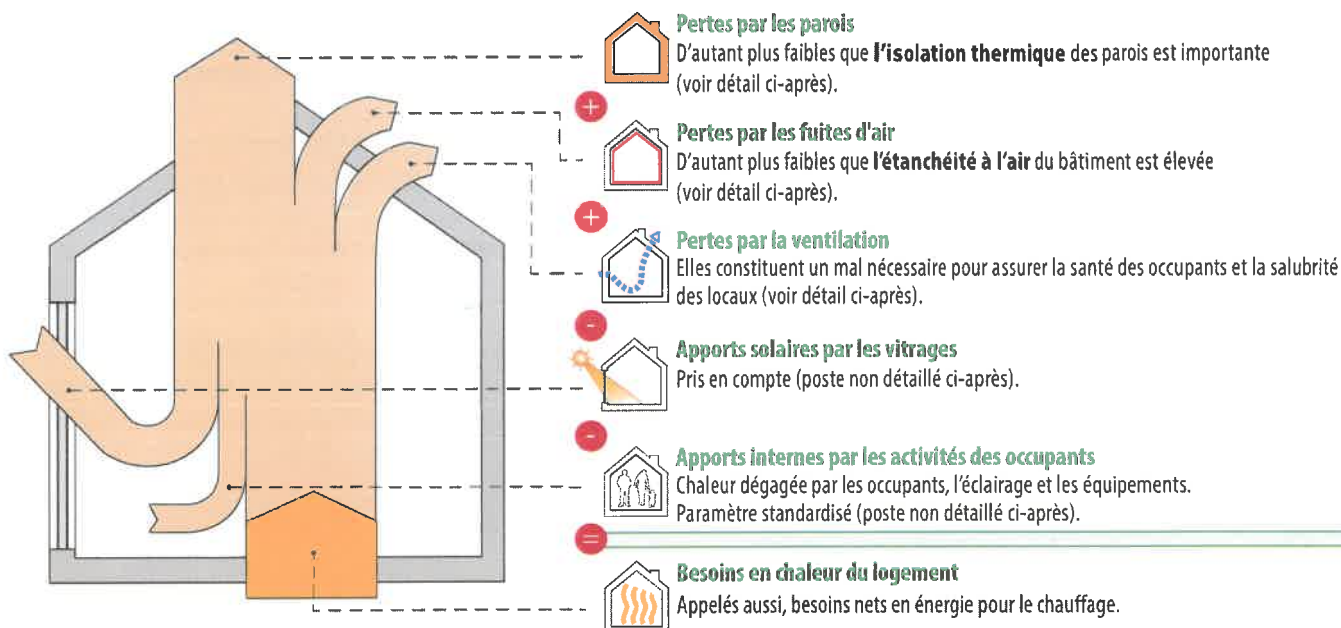 Pertes par les parois
D'autant plus faibles que l'isolation thermique des parois est importante
(voir détail ci-après).
+
Pertes par les fuites d'air
D'autant plus faibles que l'étanchéité à l'air du bâtiment est élevée
(voir détail ci-après).
+
Pertes par la ventilation
Elles constituent un mal nécessaire pour assurer la santé des occupants et la salubrité
des locaux (voir détail ci-après).
-
Apports solaires par les vitrages
Pris en compte (poste non détaillé ci-après).
-
Apports internes par les activités des occupants
Chaleur dégagée par les occupants, l'éclairage et les équipements.
Paramètre standardisé (poste non détaillé ci-après).
=
Besoins en chaleur du logement
Appelés aussi, besoins nets en énergie pour le chauffage.